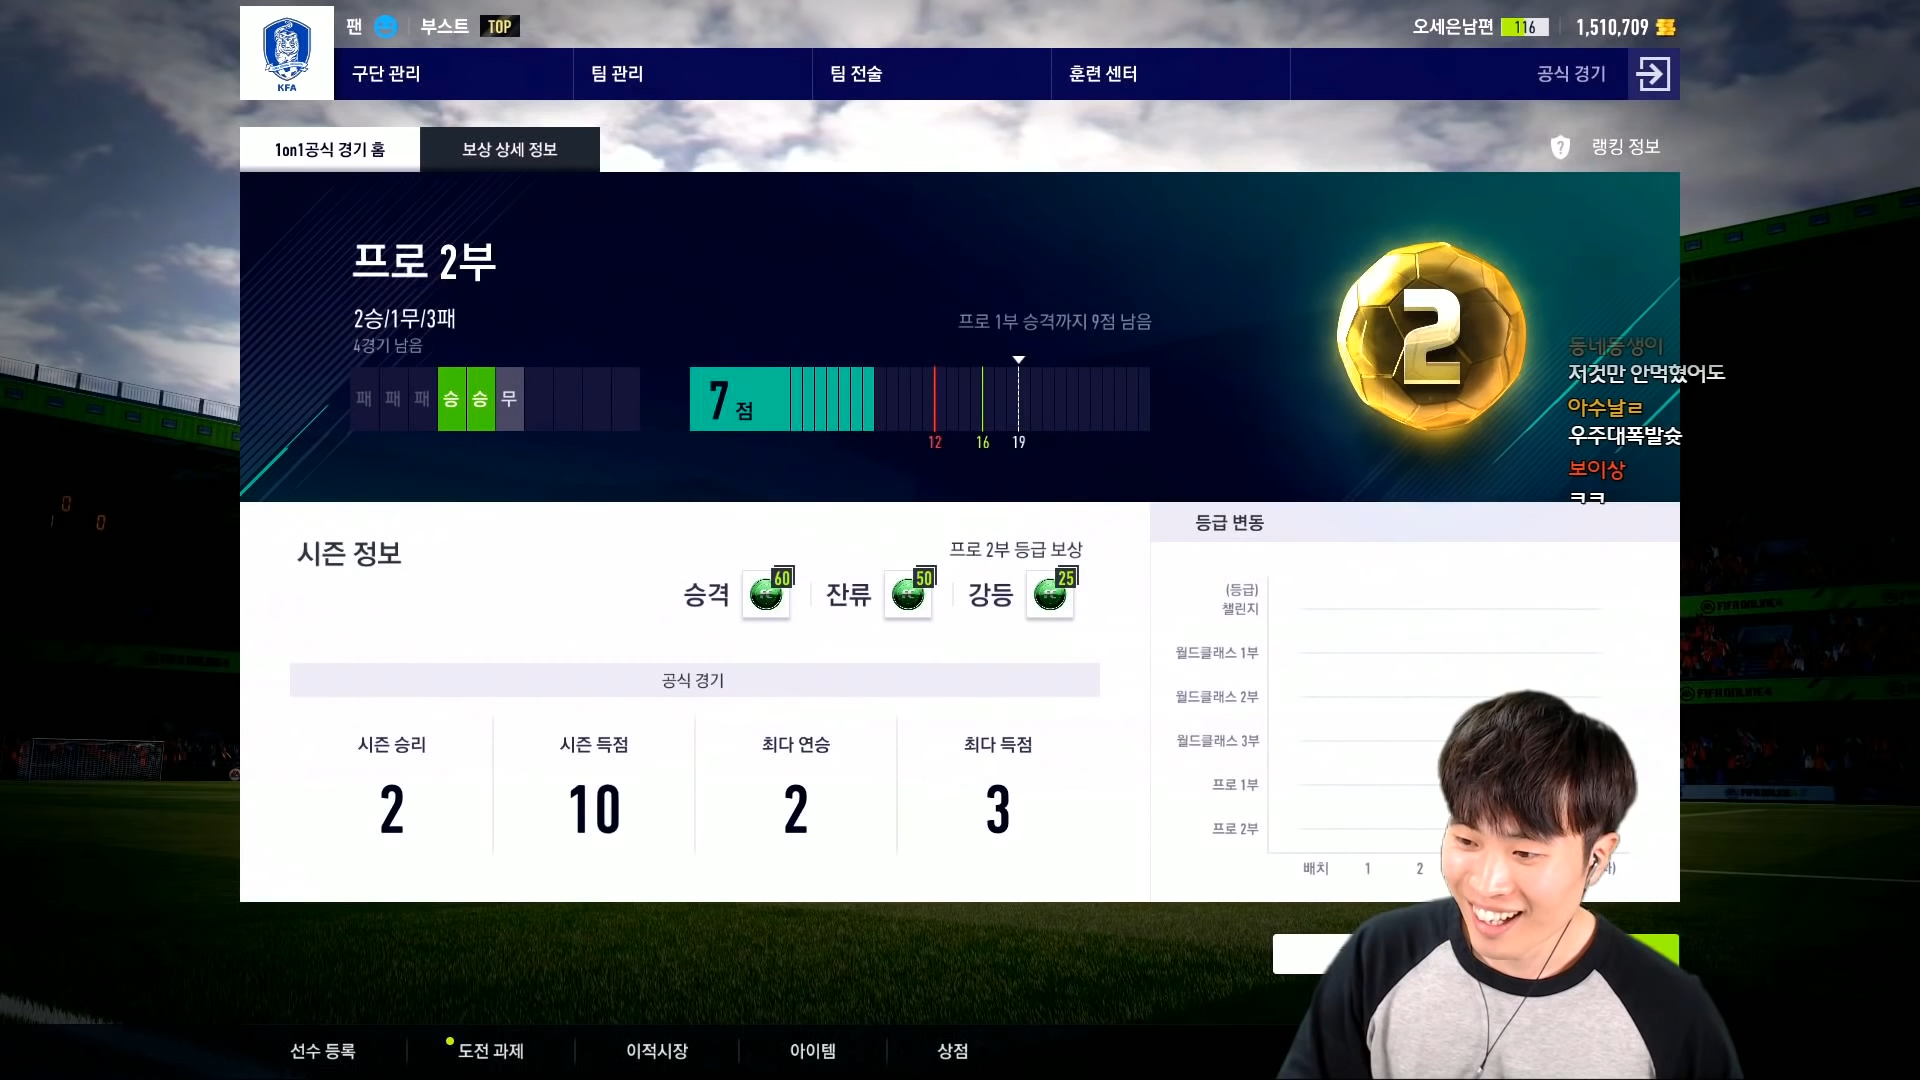 팬 부스트 TOP 오세은남편 116 1,510,709
KFA
구단 관리 팀 관리 팀 전술 훈련 센터 공식 경기
1on1공식 경기 홈 보상 상세 정보 랭킹 정보
프로 2부
2승/1무/3패
4경기 남음
프로 1부 승격까지 9점 남음
패 패 패 승 승 무
7점
12 16 19
2
동네동생이
저것만 안먹혔어도
아수날ㄹ
우주대폭발슛
보이상
ㅋㅋ
시즌 정보
프로 2부 등급 보상
승격 60 잔류 50 강등 25
공식 경기
시즌 승리 시즌 득점 최다 연승 최다 득점
2 10 2 3
등급 변동
(등급)
챌린지
월드클래스 1부
월드클래스 2부
월드클래스 3부
프로 1부
프로 2부
배치 1 2
선수 등록 도전 과제 이적시장 아이템 상점